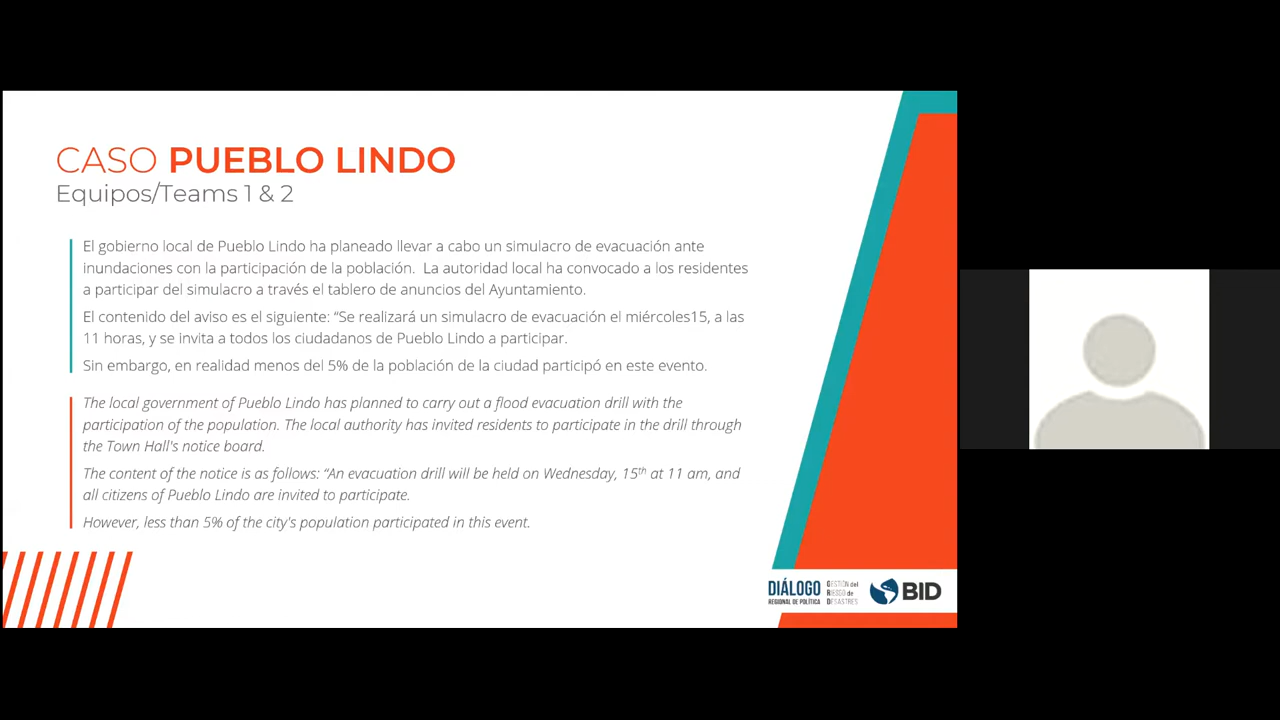 CASO PUEBLO LINDO
Equipos/Teams 1 & 2
El gobierno local de Pueblo Lindo ha planeado llevar a cabo un simulacro de evacuación ante
inundaciones con la participación de la población. La autoridad local ha convocado a los residentes
a participar del simulacro a través el tablero de anuncios del Ayuntamiento.
El contenido del aviso es el siguiente: “Se realizará un simulacro de evacuación el miércoles15, a las
11 horas, y se invita a todos los ciudadanos de Pueblo Lindo a participar.
Sin embargo, en realidad menos del 5% de la población de la ciudad participó en este evento.
The local government of Pueblo Lindo has planned to carry out a flood evacuation drill with the
participation of the population. The local authority has invited residents to participate in the drill through
the Town Hall's notice board.
The content of the notice is as follows: “An evacuation drill will be held on Wednesday, 15th at 11 am, and
all citizens of Pueblo Lindo are invited to participate.
However, less than 5% of the city's population participated in this event.
DIÁLOGO
REGIONAL DE POLÍTICA
GESTIÓN del
RIESGO de
DESASTRES
BID